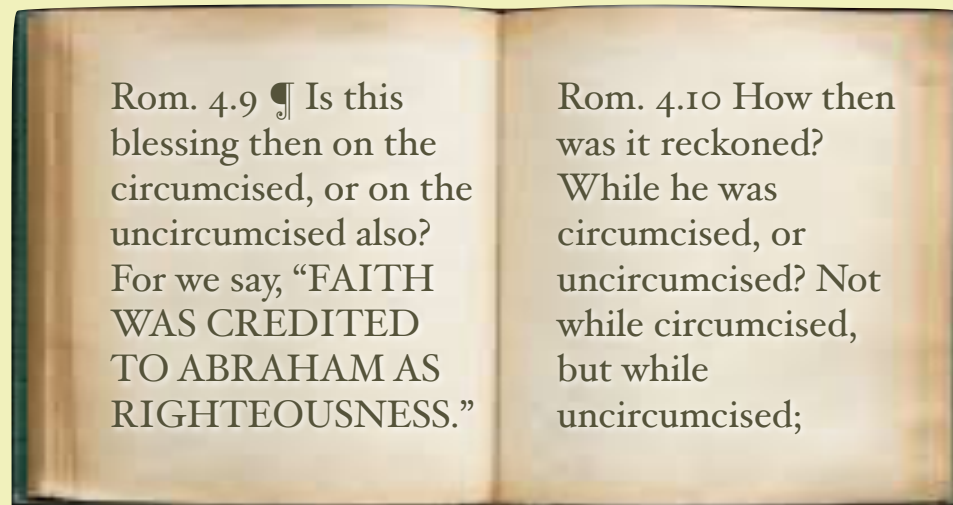 Rom. 4.9 ¶ Is this
blessing then on the
circumcised, or on the
uncircumcised also?
For we say, “FAITH
WAS CREDITED
TO ABRAHAM AS
RIGHTEOUSNESS.”
Rom. 4.10 How then
was it reckoned?
While he was
circumcised, or
uncircumcised? Not
while circumcised,
but while
uncircumcised;